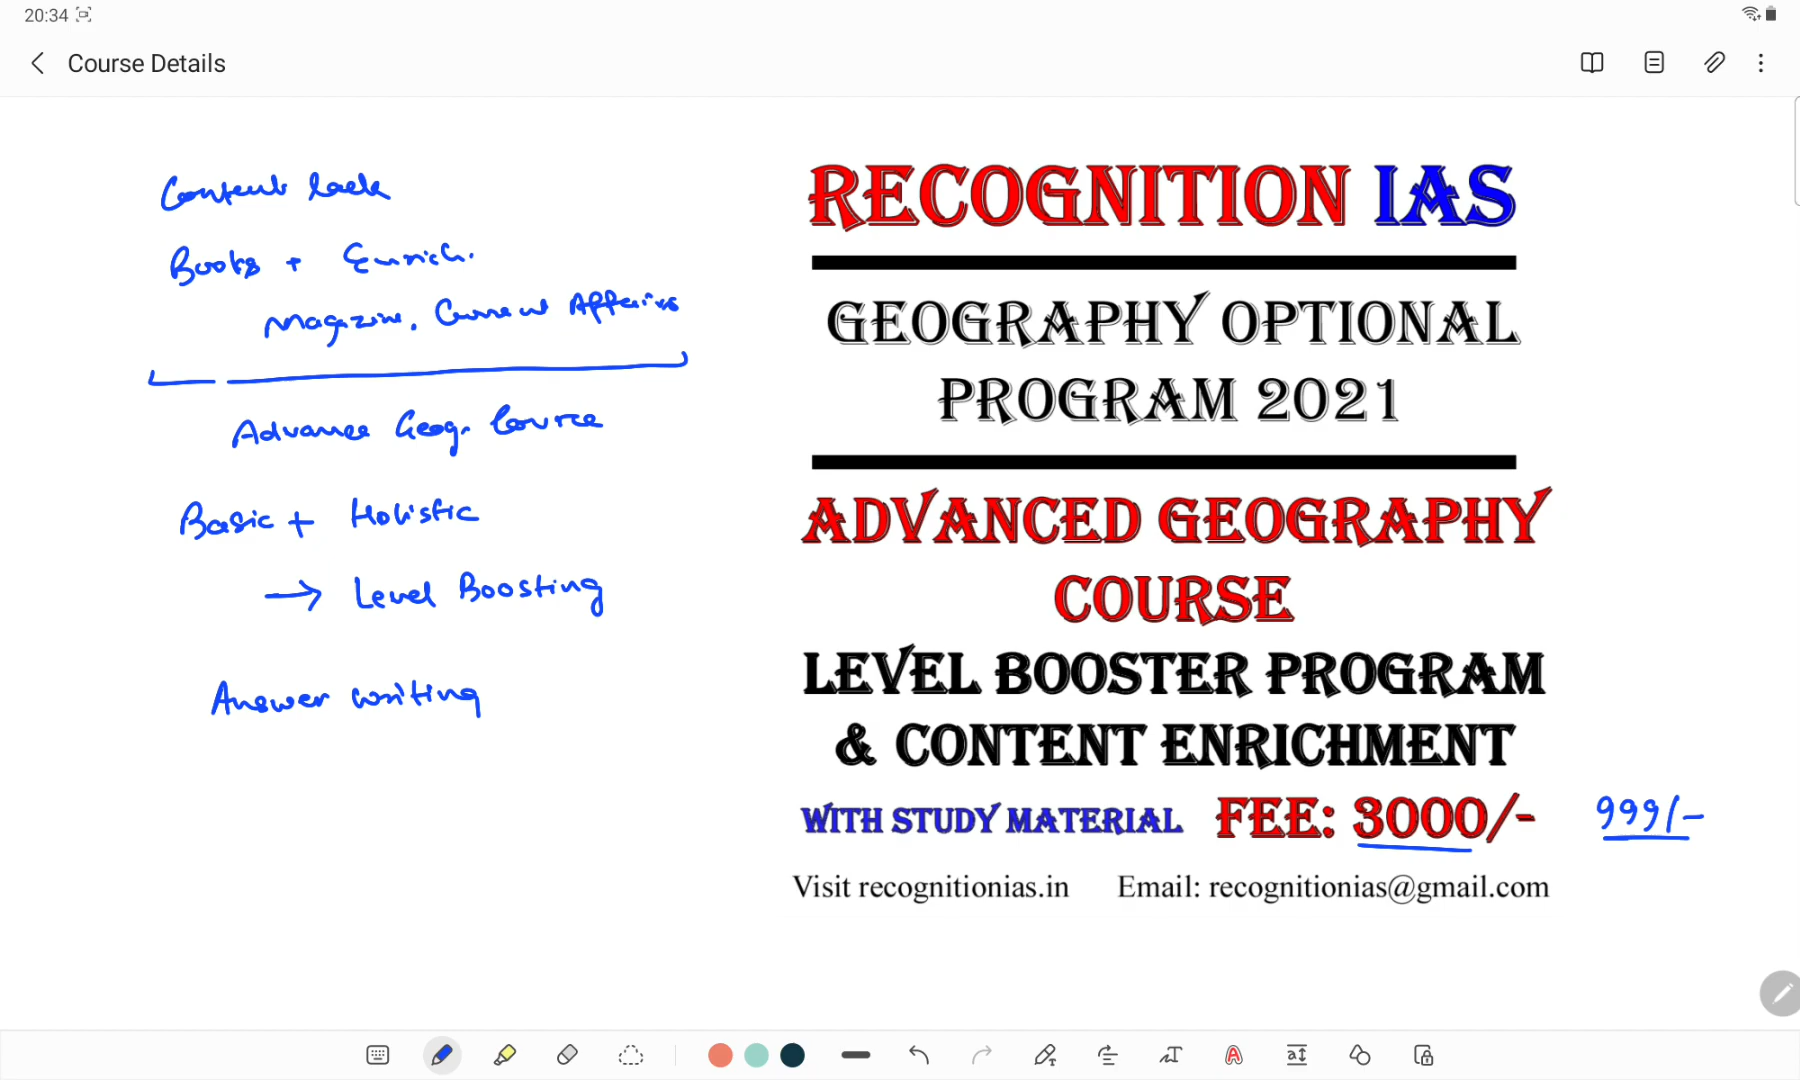 20:34
Course Details
Content lack
Books + Enrich.
Magazine, Current Affairs
Advance Geog. Course
Basic + Holistic
→ Level Boosting
Answer writing
RECOGNITION IAS
GEOGRAPHY OPTIONAL
PROGRAM 2021
ADVANCED GEOGRAPHY
COURSE
LEVEL BOOSTER PROGRAM
& CONTENT ENRICHMENT
WITH STUDY MATERIAL FEE: 3000/- 999/-
Visit recognitionias.in Email: recognitionias@gmail.com